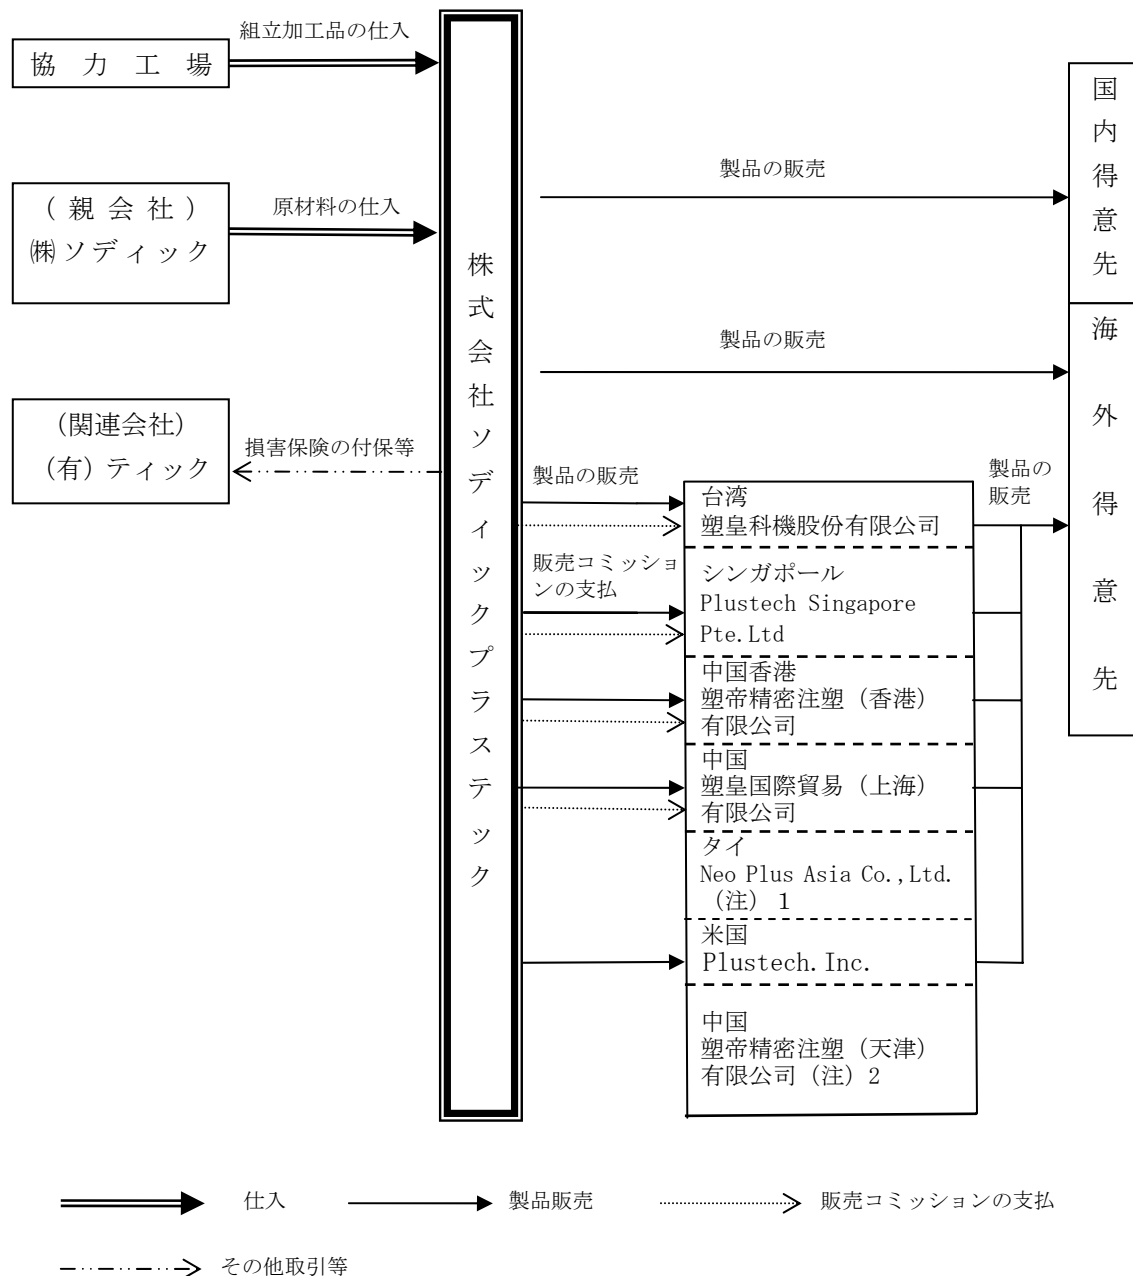 組立加工品の仕入
協力工場
原材料の仕入
(親会社)
㈱ソディック
損害保険の付保等
(関連会社)
(有)ティック
株式会社ソディックプラステック
製品の販売
国内得意先
製品の販売
海外得意先
製品の販売
販売コミッショ
ンの支払
台湾
塑皇科機股份有限公司
シンガポール
Plustech Singapore
Pte.Ltd
中国香港
塑帝精密注塑(香港)
有限公司
中国
塑皇国際貿易(上海)
有限公司
タイ
Neo Plus Asia Co.,Ltd.
(注)1
米国
Plustech.Inc.
中国
塑帝精密注塑(天津)
有限公司(注)2
製品の
販売
仕入
製品販売
販売コミッションの支払
その他取引等